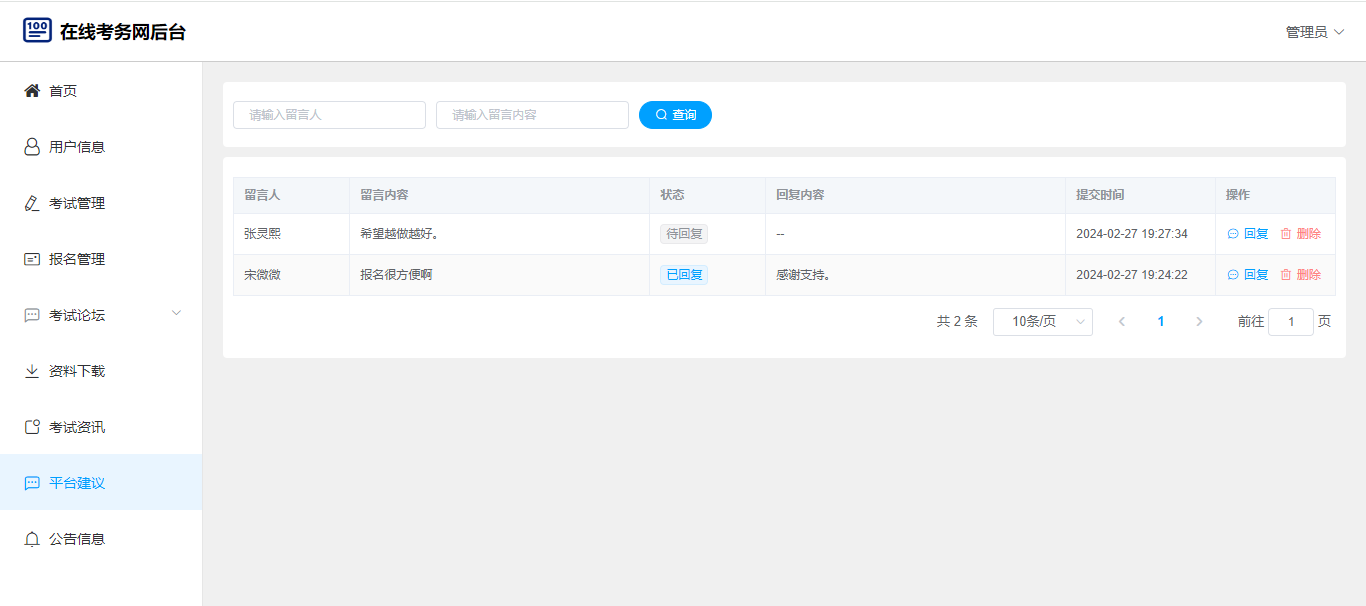 100 在线考务网后台
管理员
首页
用户信息
考试管理
报名管理
考试论坛
资料下载
考试资讯
平台建议
公告信息
请输入留言人 请输入留言内容 查询
留言人 留言内容 状态 回复内容 提交时间 操作
张灵熙 希望越做越好。 待回复 -- 2024-02-27 19:27:34 回复 删除
宋微微 报名很方便啊 已回复 感谢支持。 2024-02-27 19:24:22 回复 删除
共 2 条 10条/页 1 前往 1 页